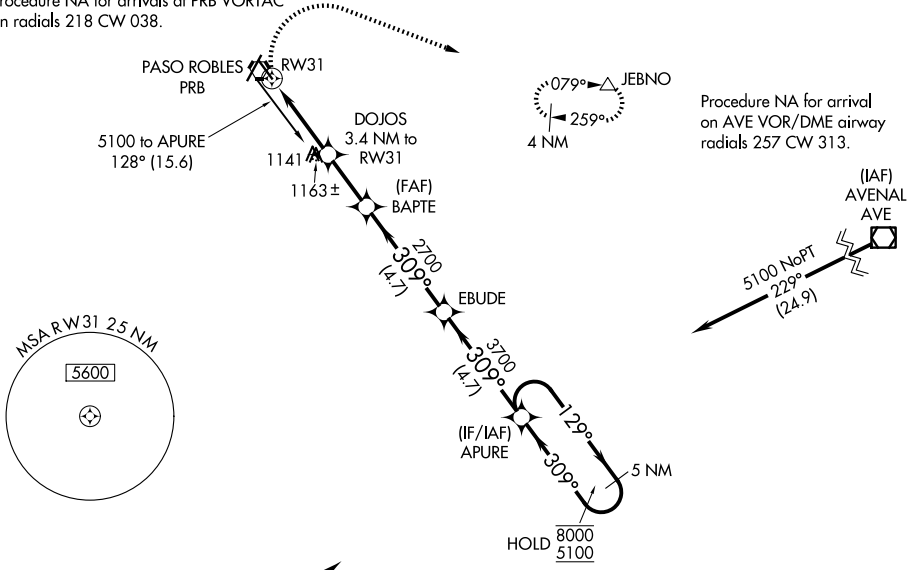 rocedure NA for arrivals at PRB VORTAC
n radials 218 CW 038.
PASO ROBLES
PRB
RW31
5100 to APURE
128° (15.6)
DOJOS
3.4 NM to
RW31
1141
1163±
(FAF)
BAPTE
079°
259°
4 NM
JEBNO
Procedure NA for arrival
on AVE VOR/DME airway
radials 257 CW 313.
(IAF)
AVENAL
AVE
5100 NoPT
229°
(24.9)
2700
309°
(4.7)
EBUDE
3700
309°
(4.7)
(IF/IAF)
APURE
129°
309°
5 NM
HOLD
8000
5100
MSA RW31 25 NM
5600